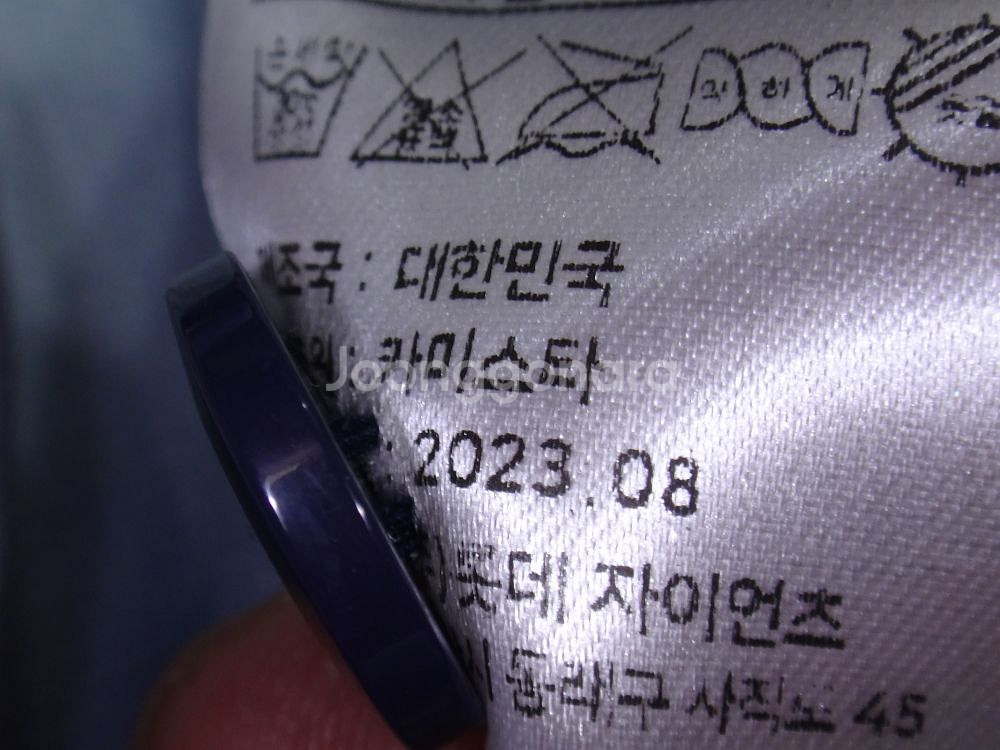 조국 : 대한민국
: 라미스타
Joonggonara
: 2023.08
롯데 자이언츠
동래구 사직로 45